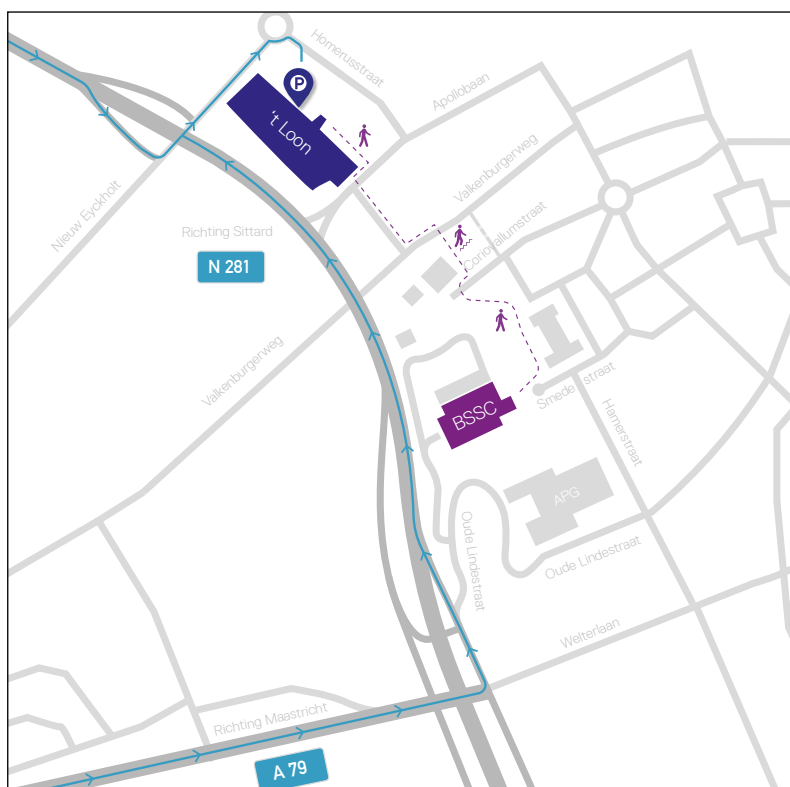 Homerusstraat
Apollobaan
P
't Loon
Valkenburgerweg
Nieuw Eyckholt
Coriovallumstraat
Richting Sittard
N 281
Valkenburgerweg
Smedestraat
BSSC
Hamerstraat
APG
Oude Lindestraat
Oude Lindestraat
Welterlaan
Richting Maastricht
A 79